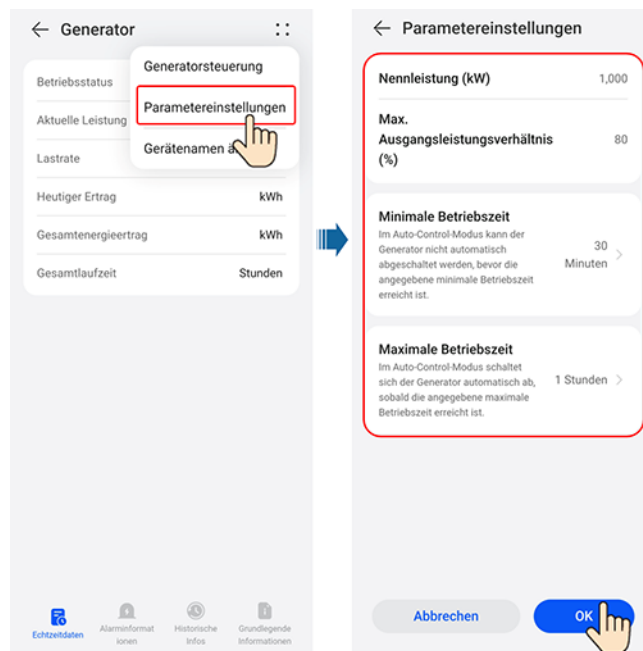 Generator
Generatorsteuerung
Parametereinstellungen
Gerätenamen
Betriebsstatus
Aktuelle Leistung
Lastrate
Heutiger Ertrag kWh
Gesamtenergieertrag kWh
Gesamtlaufzeit Stunden
Echtzeitdaten
Alarminformat
ionen
Historische
Infos
Grundlegende
Informationen
Parametereinstellungen
Nennleistung (kW) 1,000
Max.
Ausgangsleistungsverhältnis 80
(%)
Minimale Betriebszeit
Im Auto-Control-Modus kann der
Generator nicht automatisch
abgeschaltet werden, bevor die
angegebene minimale Betriebszeit
erreicht ist.
30
Minuten
Maximale Betriebszeit
Im Auto-Control-Modus schaltet
sich der Generator automatisch ab,
sobald die angegebene maximale
Betriebszeit erreicht ist.
1 Stunden
Abbrechen OK